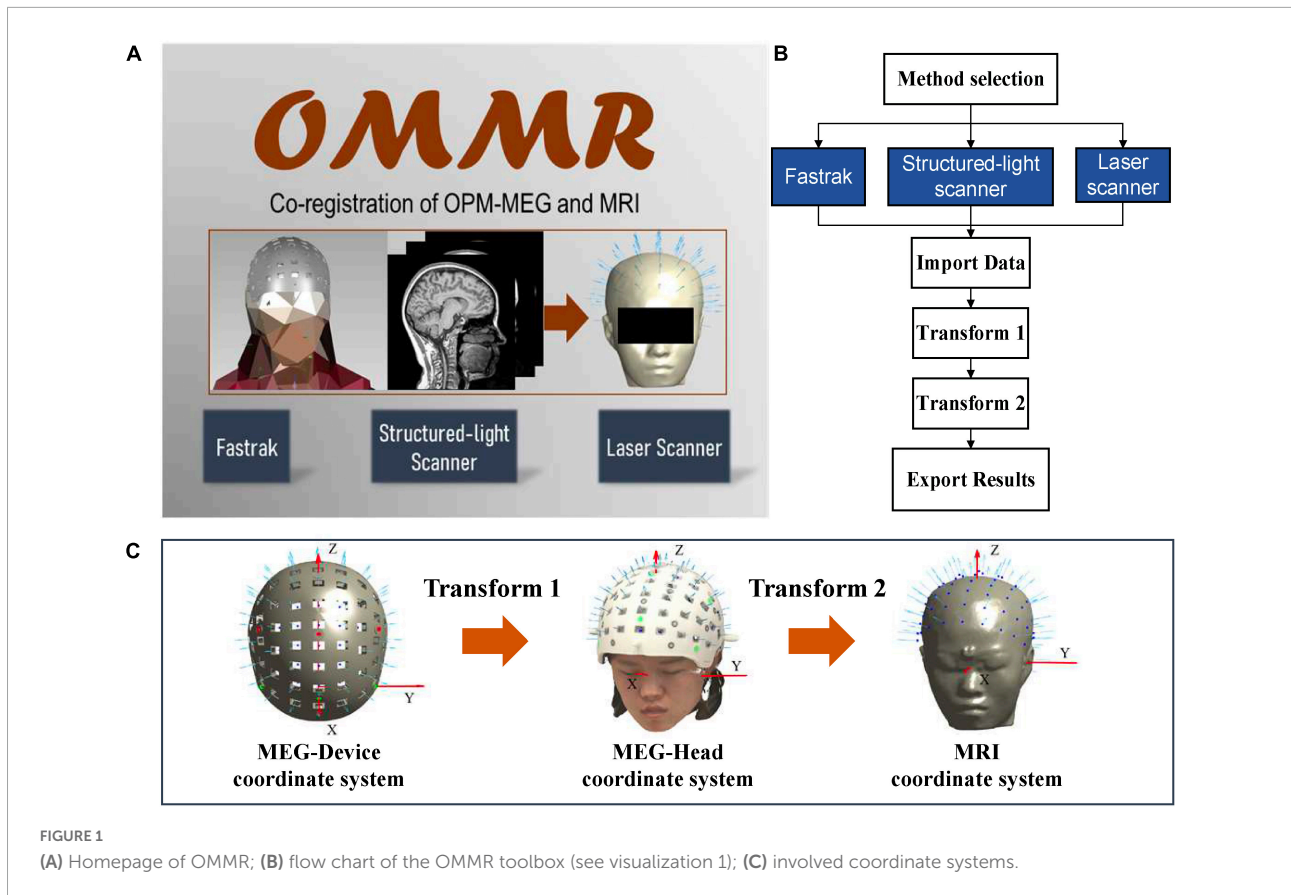 A
OMMR
Co-registration of OPM-MEG and MRI
Fastrak
Structured-light
Scanner
Laser Scanner
B
Method selection
Fastrak
Structured-light
scanner
Laser
scanner
Import Data
Transform 1
Transform 2
Export Results
C
Z
Y
X
MEG-Device
coordinate system
Transform 1
Z
Y
X
MEG-Head
coordinate system
Transform 2
Z
Y
X
MRI
coordinate system
FIGURE 1
(A) Homepage of OMMR; (B) flow chart of the OMMR toolbox (see visualization 1); (C) involved coordinate systems.